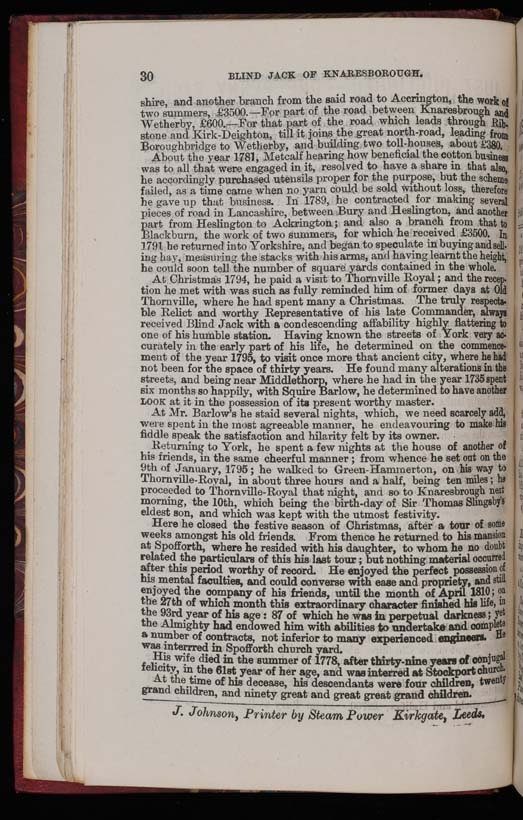 30 BLIND JACK OF KNARESBOROUGH.
shire, and another branch from the said road to Accrington, the work of
two summers, £3500.—For part of the road between Knaresbrough and
Wetherby, £600.—For that part of the road which leads through Rib-
stone and Kirk-Deighton, till it joins the great north-road, leading from
Boroughbridge to Wetherby, and building two toll-houses, about £380.
About the year 1781, Metcalf hearing how beneficial the cotton business
was to all that were engaged in it, resolved to have a share in that also,
he accordingly purchased utensils proper for the purpose, but the scheme
failed, as a time came when no yarn could be sold without loss, therefore
he gave up that business. In 1789, he contracted for making several
pieces of road in Lancashire, between Bury and Heslington, and another
part from Heslington to Ackrington; and also a branch from that to
Blackburn, the work of two summers, for which he received £3500. In
1791 he returned into Yorkshire, and began to speculate in buying and sell-
ing hay, measuring the stacks with his arms, and having learnt the height,
he could soon tell the number of square yards contained in the whole.
At Christmas 1794, he paid a visit to Thornville Royal; and the recep-
tion he met with was such as fully reminded him of former days at Old
Thornville, where he had spent many a Christmas. The truly respecta-
ble Relict and worthy Representative of his late Commander, always
received Blind Jack with a condescending affability highly flattering to
one of his humble station. Having known the streets of York very ac-
curately in the early part of his life, he determined on the commence-
ment of the year 1795, to visit once more that ancient city, where he had
not been for the space of thirty years. He found many alterations in the
streets, and being near Middlethorp, where he had in the year 1735 spent
six months so happily, with Squire Barlow, he determined to have another
LOOK at it in the possession of its present worthy master.
At Mr. Barlow's he staid several nights, which, we need scarcely add,
were spent in the most agreeable manner, he endeavouring to make his
fiddle speak the satisfaction and hilarity felt by its owner.
Returning to York, he spent a few nights at the house of another of
his friends, in the same cheerful manner; from whence he set out on the
9th of January, 1795; he walked to Green-Hammerton, on his way to
Thornville-Royal, in about three hours and a half, being ten miles; he
proceeded to Thornville-Royal that night, and so to Knaresbrough next
morning, the 10th, which being the birth-day of Sir Thomas Slingsby's
eldest son, and which was kept with the utmost festivity.
Here he closed the festive season of Christmas, after a tour of some
weeks amongst his old friends. From thence he returned to his mansion
at Spofforth, where he resided with his daughter, to whom he no doubt
related the particulars of this his last tour; but nothing material occurred
after this period worthy of record. He enjoyed the perfect possession of
his mental faculties, and could converse with ease and propriety, and still
enjoyed the company of his friends, until the month of April 1810; on
the 27th of which month this extraordinary character finished his life, in
the 93rd year of his age: 87 of which he was in perpetual darkness; yet
the Almighty had endowed him with abilities to undertake and complete
a number of contracts, not inferior to many experienced engineers. He
was interrred in Spofforth church yard.
His wife died in the summer of 1778, after thirty-nine years of conjugal
felicity, in the 61st year of her age, and was interred at Stockport church.
At the time of his decease, his descendants were four children, twenty
grand children, and ninety great and great great grand children.
J. Johnson, Printer by Steam Power Kirkgate, Leeds.